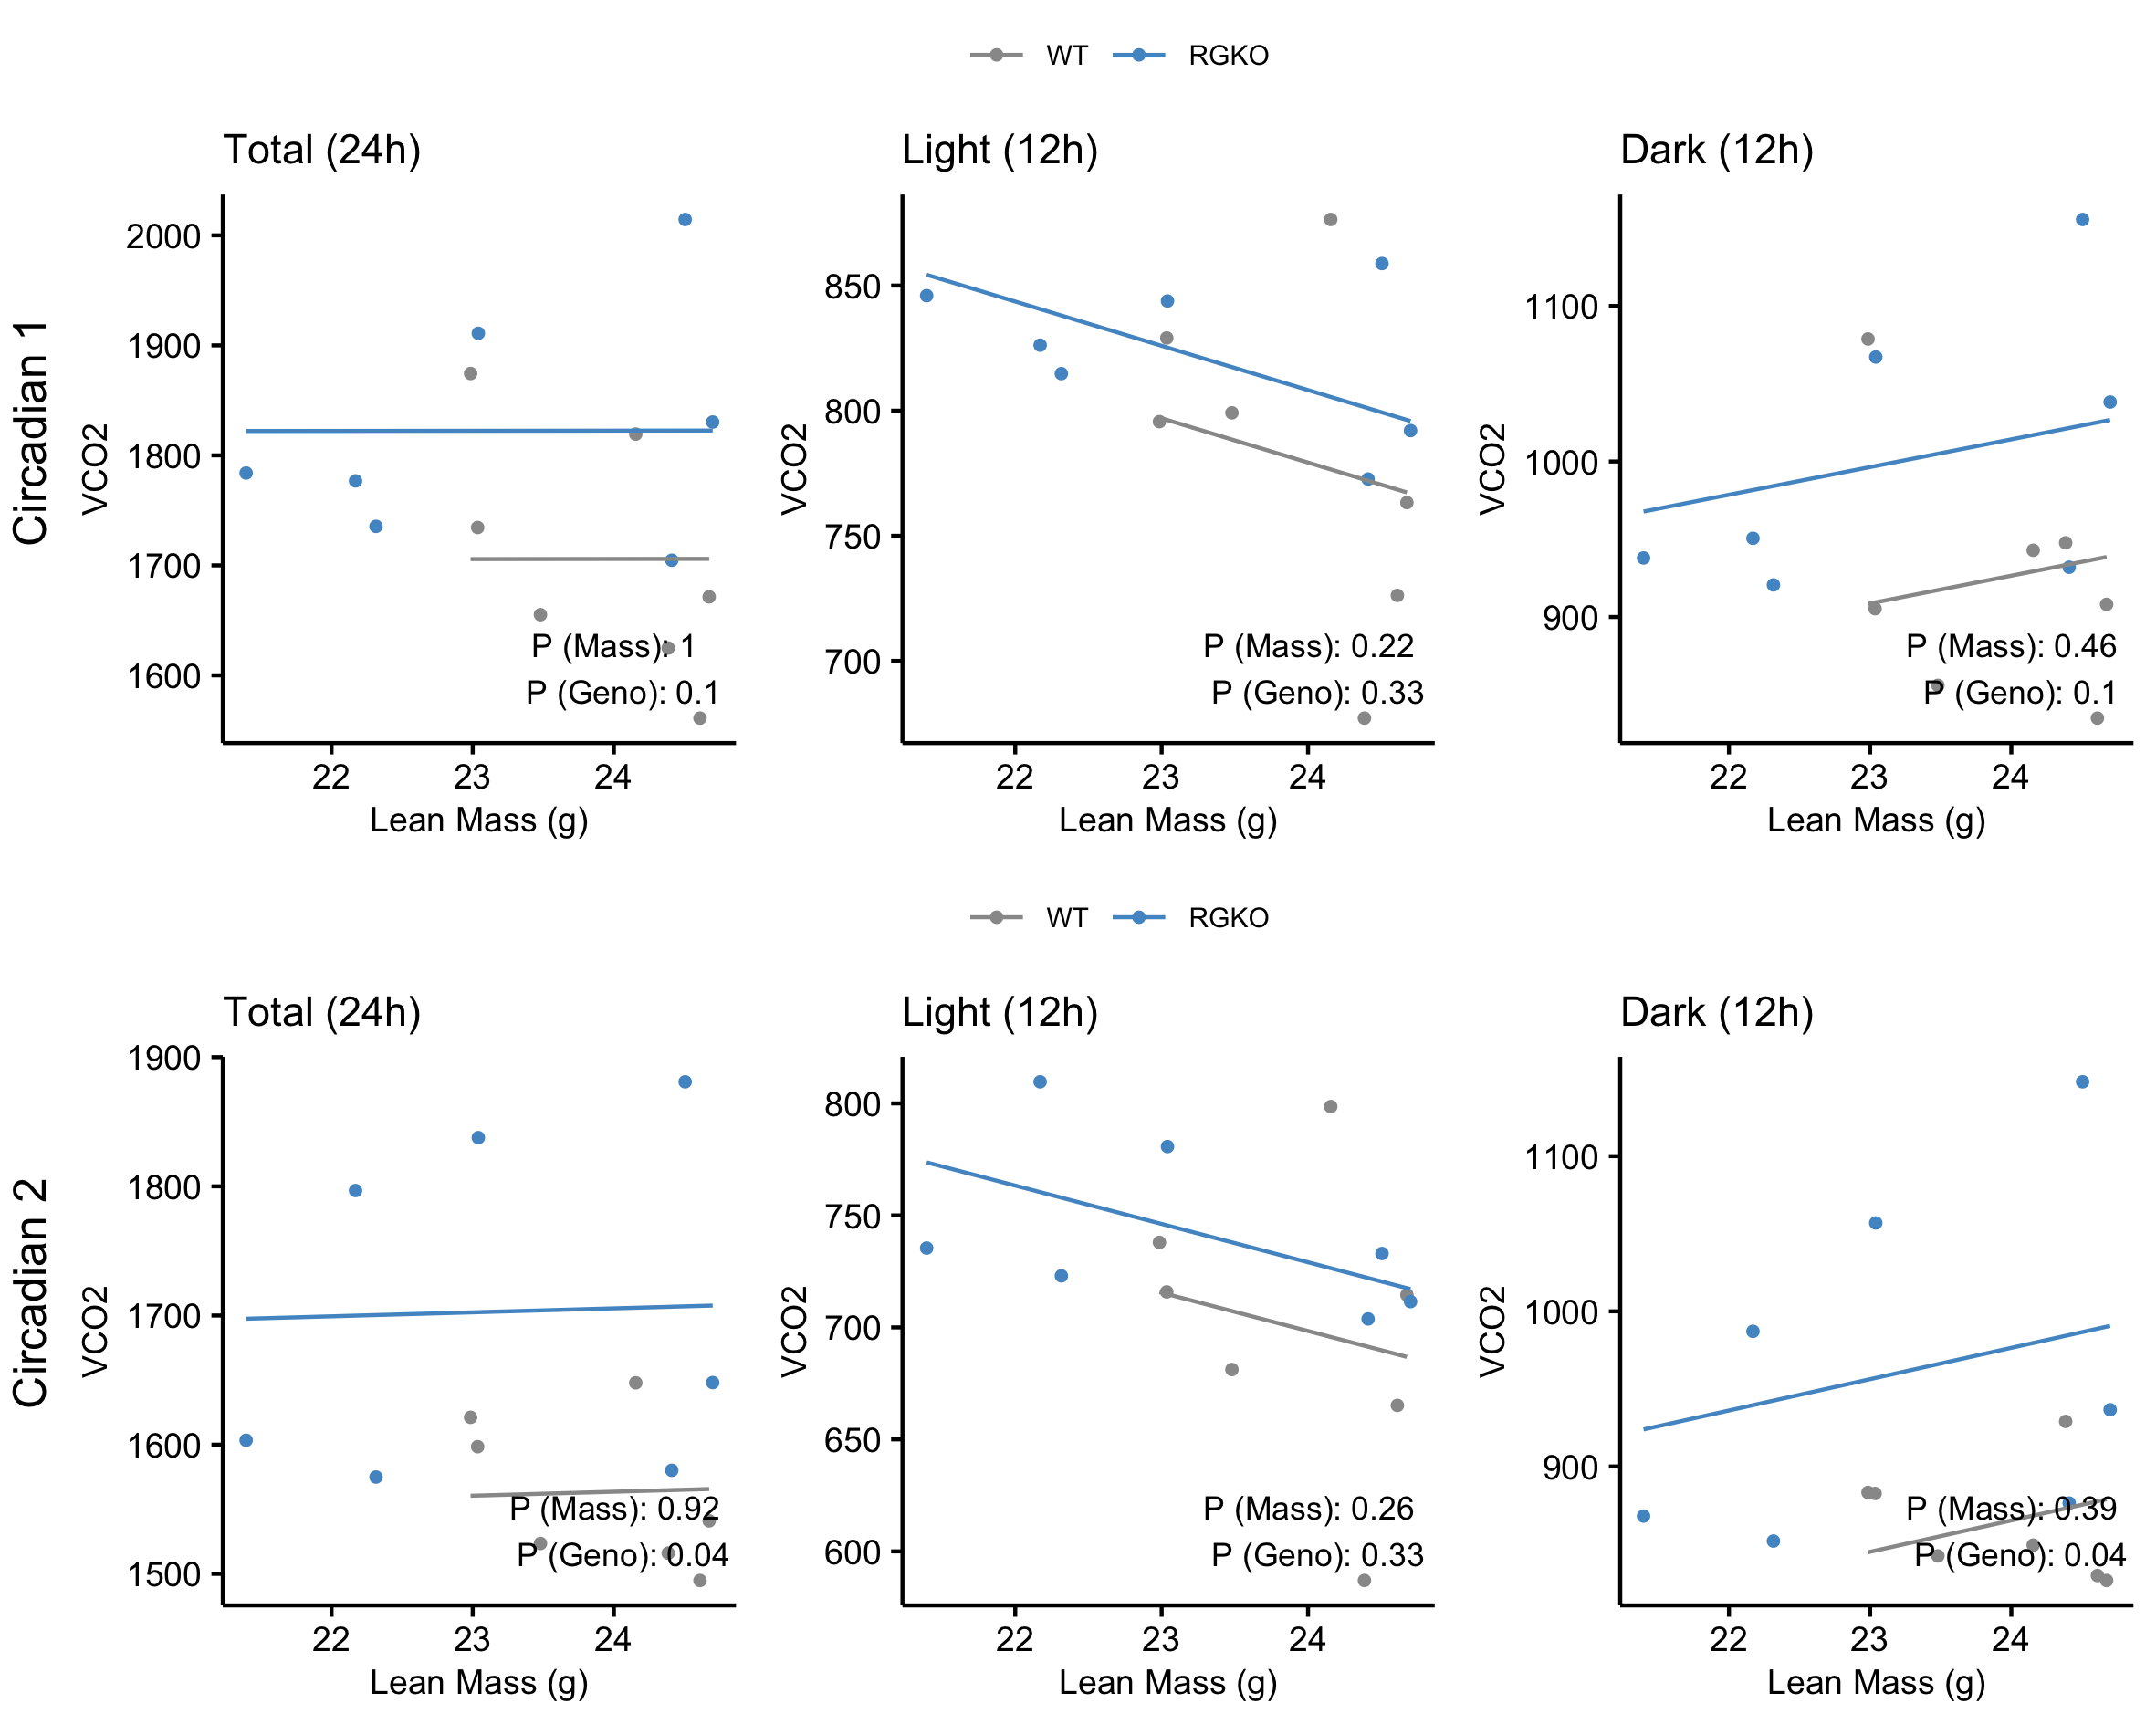 WT RGKO
Total (24h) Light (12h) Dark (12h)
Circadian 1
VCO2
2000
1900
1800
1700
1600
P (Mass): 1
P (Geno): 0.1
22 23 24
Lean Mass (g)
VCO2
850
800
750
700
P (Mass): 0.22
P (Geno): 0.33
22 23 24
Lean Mass (g)
VCO2
1100
1000
900
P (Mass): 0.46
P (Geno): 0.1
22 23 24
Lean Mass (g)
WT RGKO
Total (24h) Light (12h) Dark (12h)
Circadian 2
VCO2
1900
1800
1700
1600
1500
P (Mass): 0.92
P (Geno): 0.04
22 23 24
Lean Mass (g)
VCO2
800
750
700
650
600
P (Mass): 0.26
P (Geno): 0.33
22 23 24
Lean Mass (g)
VCO2
1100
1000
900
P (Mass): 0.39
P (Geno): 0.04
22 23 24
Lean Mass (g)